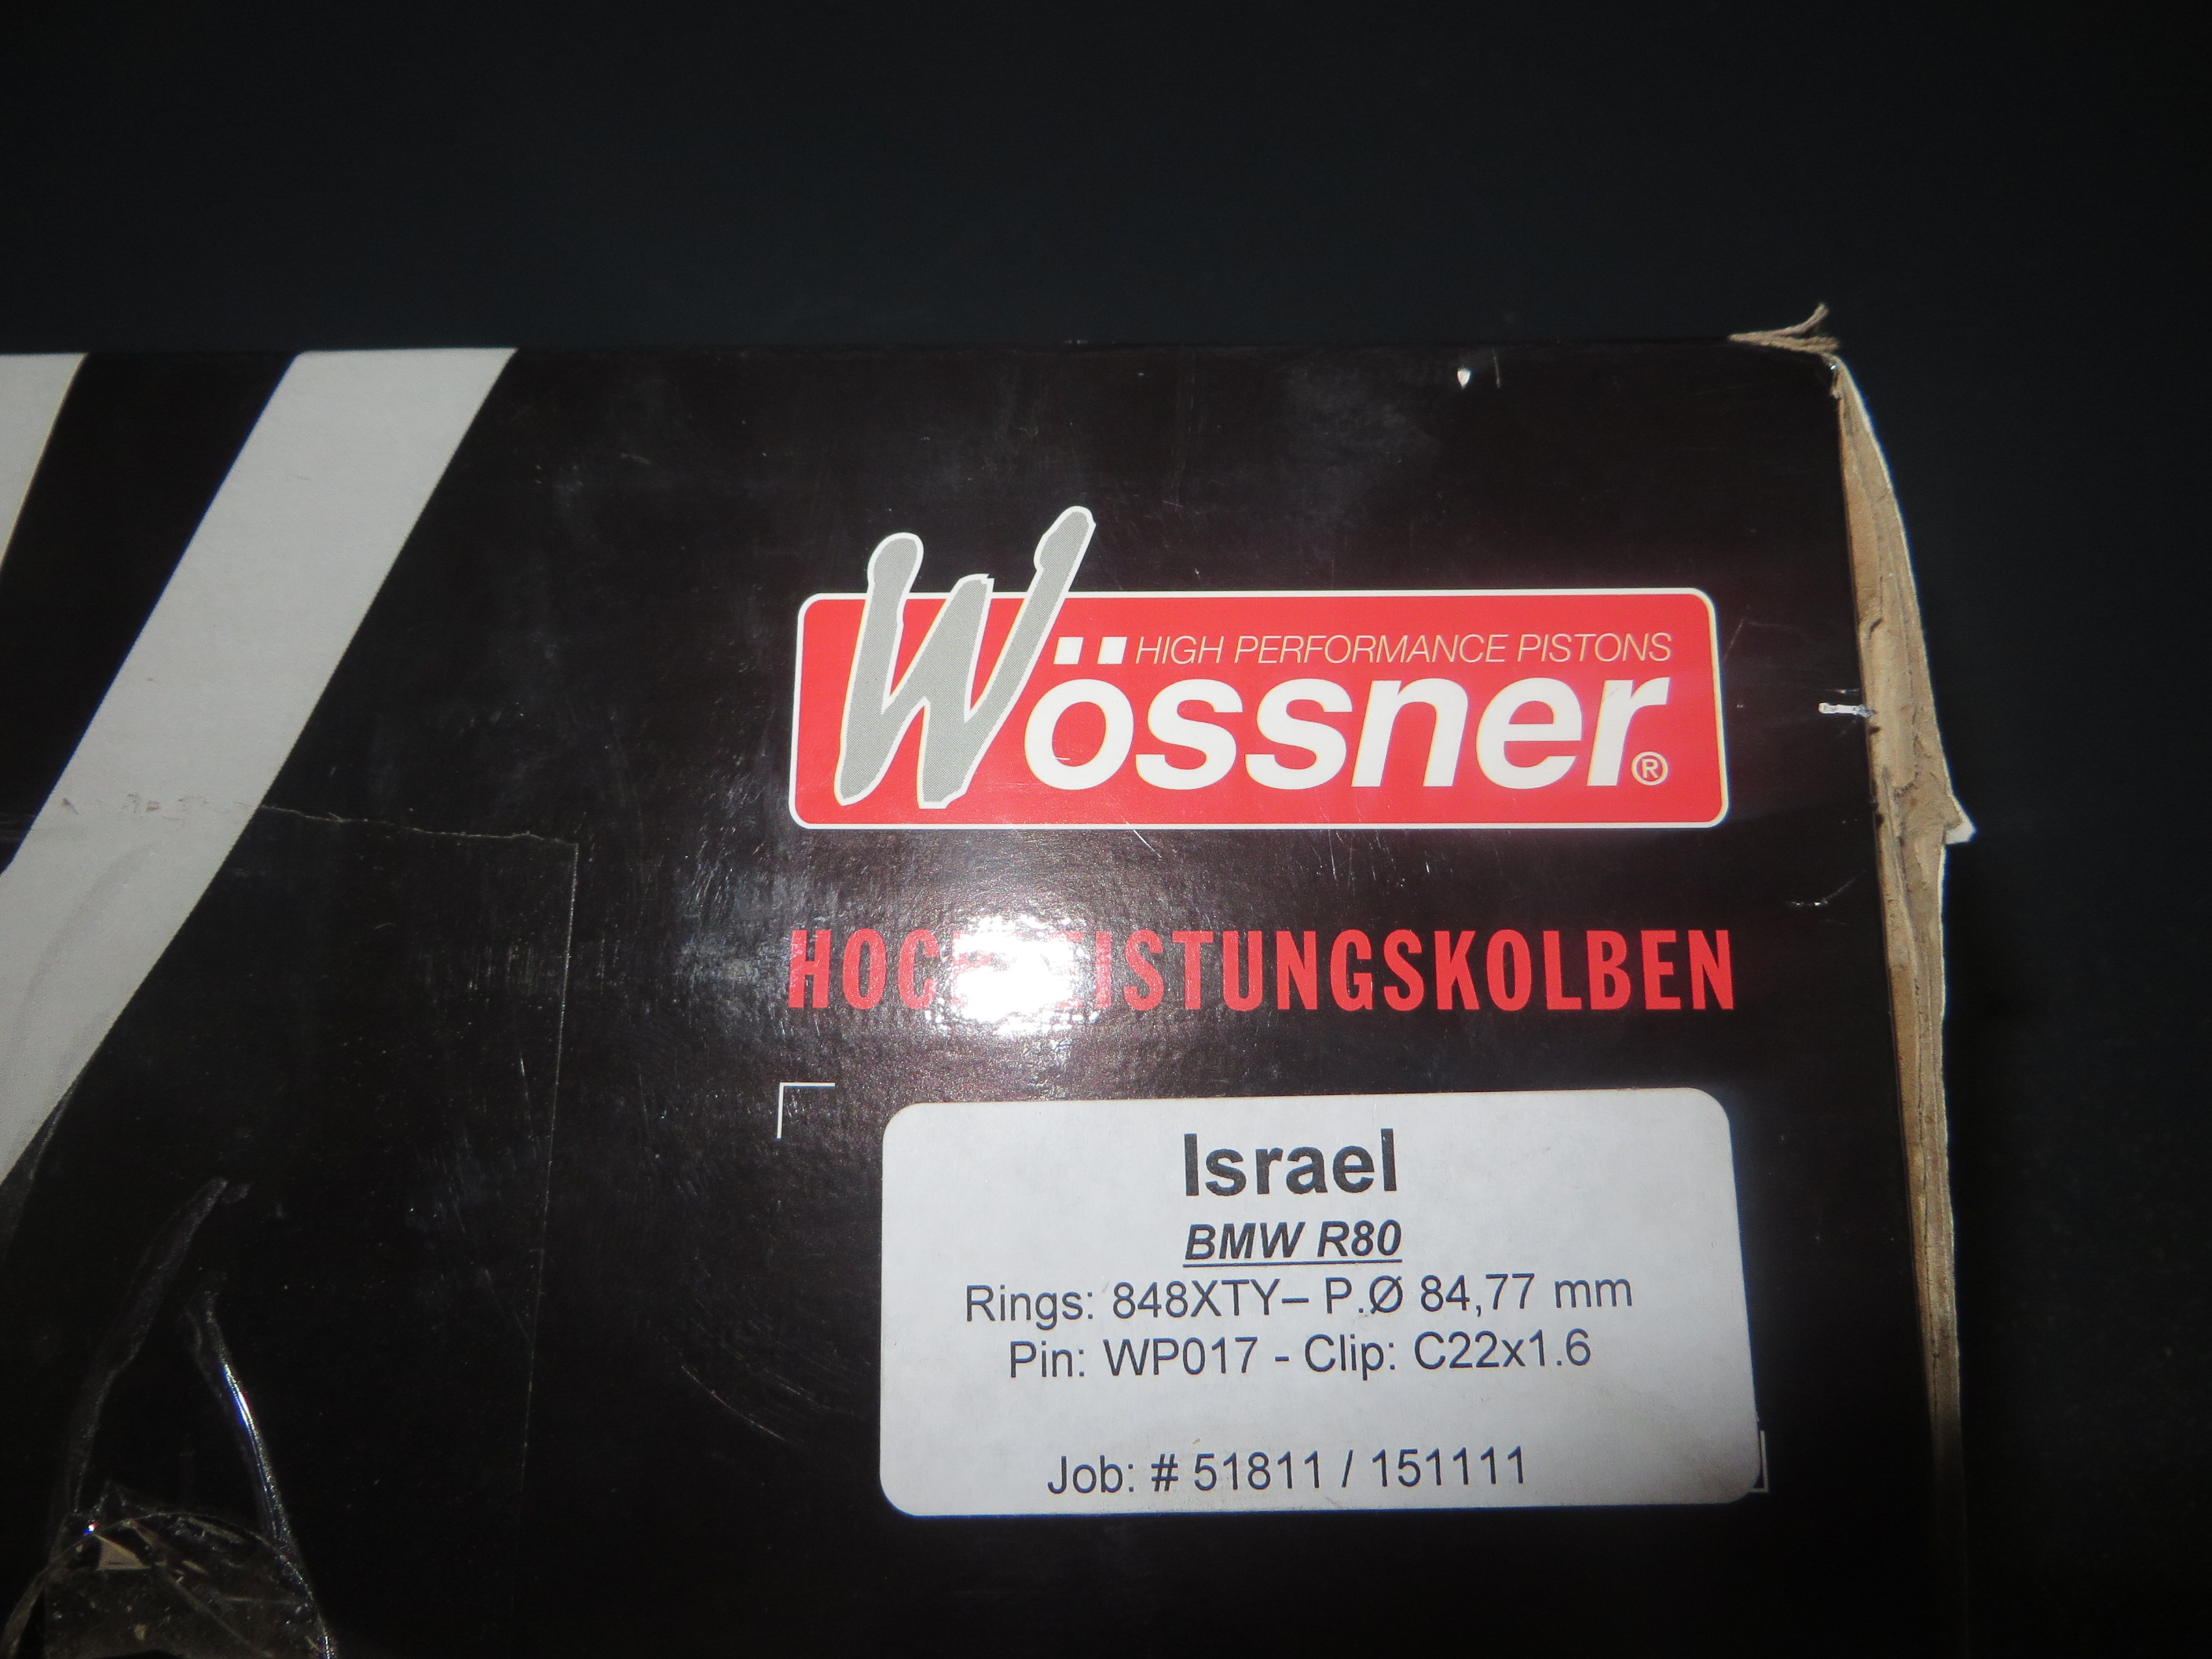 HIGH PERFORMANCE PISTONS
Wössner®
HOCHLEISTUNGSKOLBEN
Israel
BMW R80
Rings: 848XTY– P.Ø 84,77 mm
Pin: WP017 - Clip: C22x1.6
Job: # 51811 / 151111